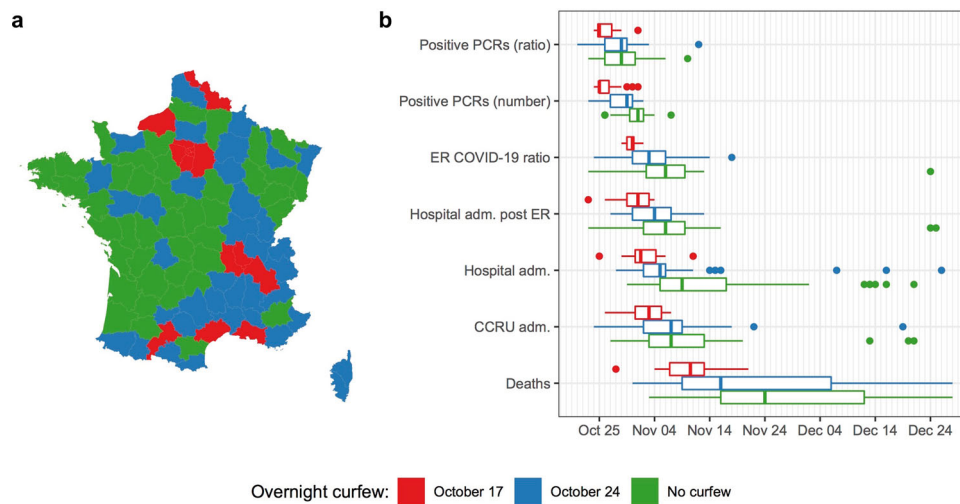 a
b
Positive PCRs (ratio)
Positive PCRs (number)
ER COVID-19 ratio
Hospital adm. post ER
Hospital adm.
CCRU adm.
Deaths
Oct 25 Nov 04 Nov 14 Nov 24 Dec 04 Dec 14 Dec 24
Overnight curfew: October 17 October 24 No curfew